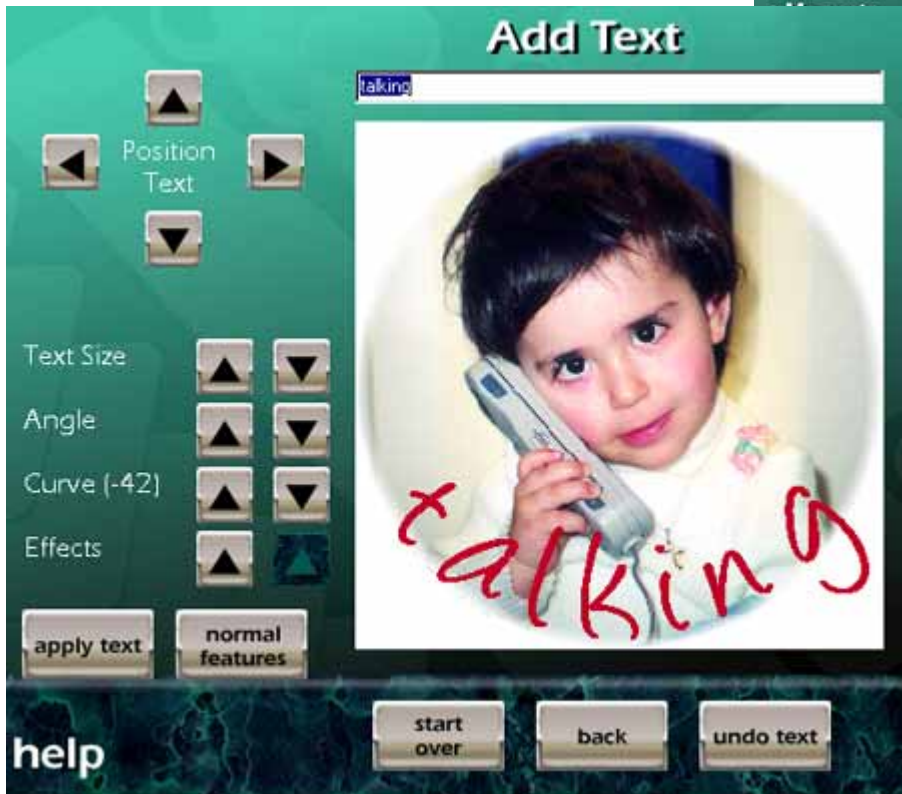 Add Text
talking
Position
Text
Text Size
Angle
Curve (-42)
Effects
talking
apply text
normal
features
help
start
over
back
undo text